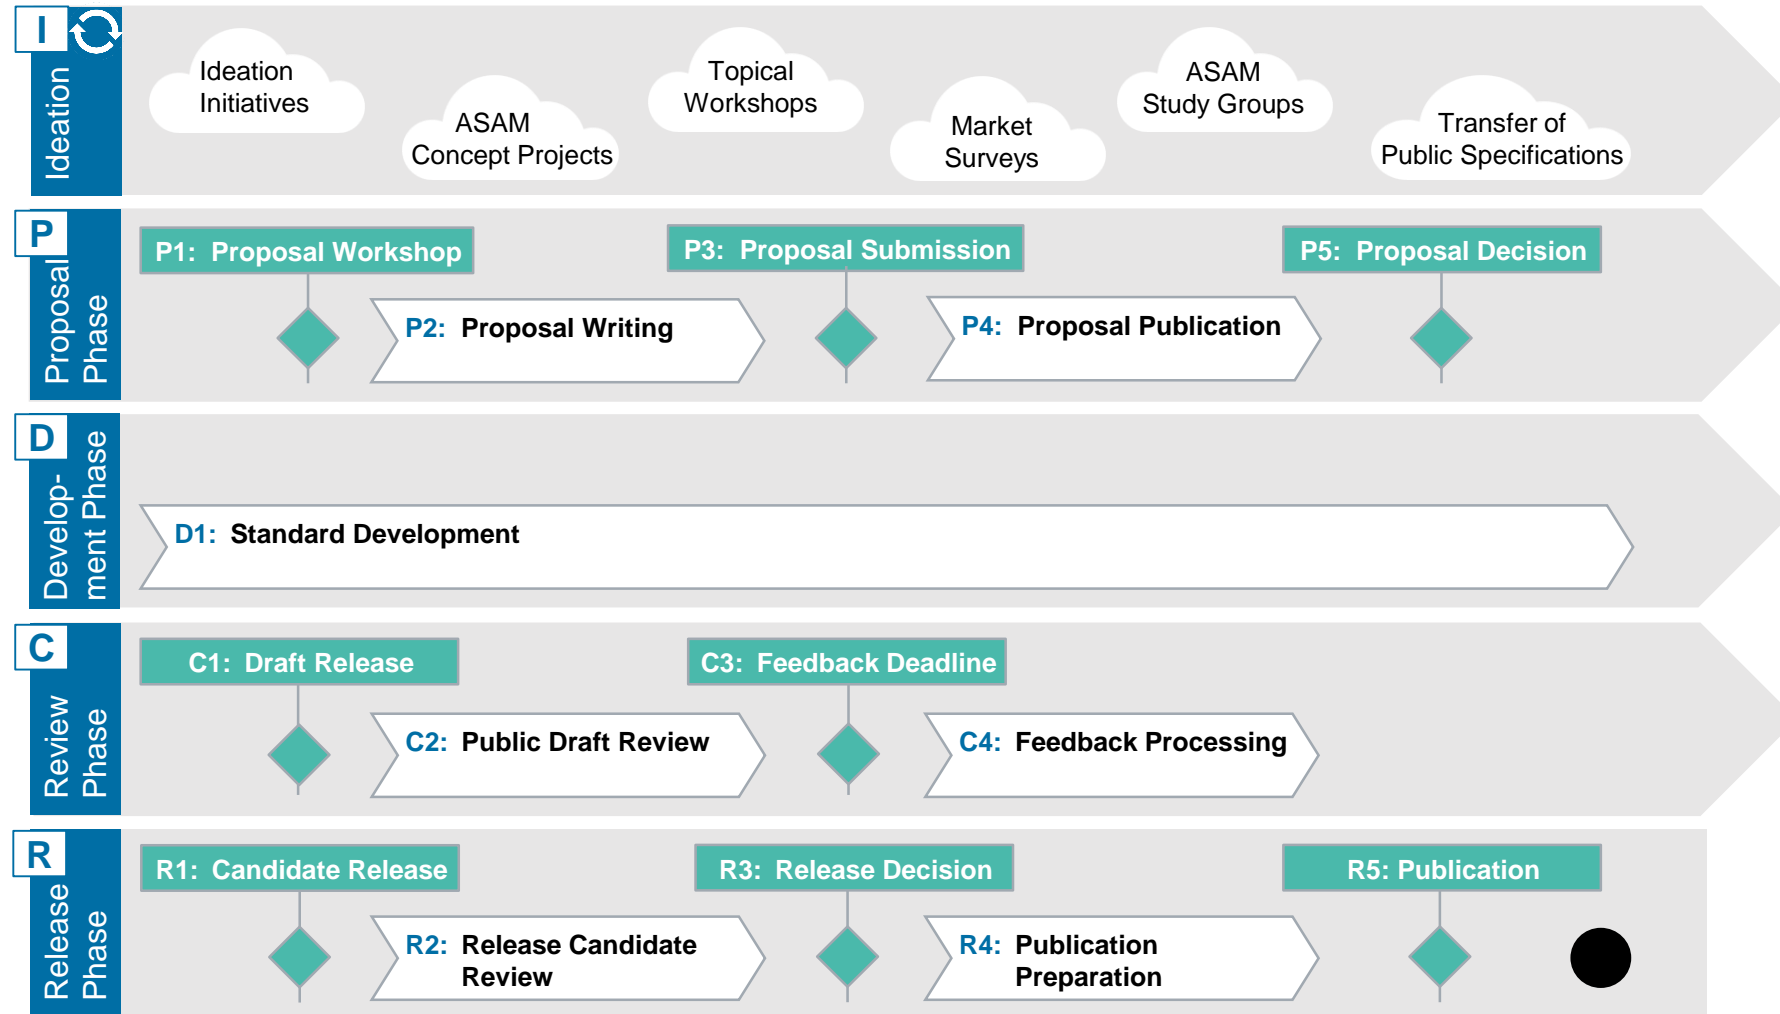 I
Ideation
Ideation
Initiatives
ASAM
Concept Projects
Topical
Workshops
Market
Surveys
ASAM
Study Groups
Transfer of
Public Specifications
P
Proposal
Phase
P1: Proposal Workshop
P3: Proposal Submission
P5: Proposal Decision
P2: Proposal Writing
P4: Proposal Publication
D
Develop-
ment Phase
D1: Standard Development
C
Review
Phase
C1: Draft Release
C3: Feedback Deadline
C2: Public Draft Review
C4: Feedback Processing
R
Release
Phase
R1: Candidate Release
R3: Release Decision
R5: Publication
R2: Release Candidate
Review
R4: Publication
Preparation